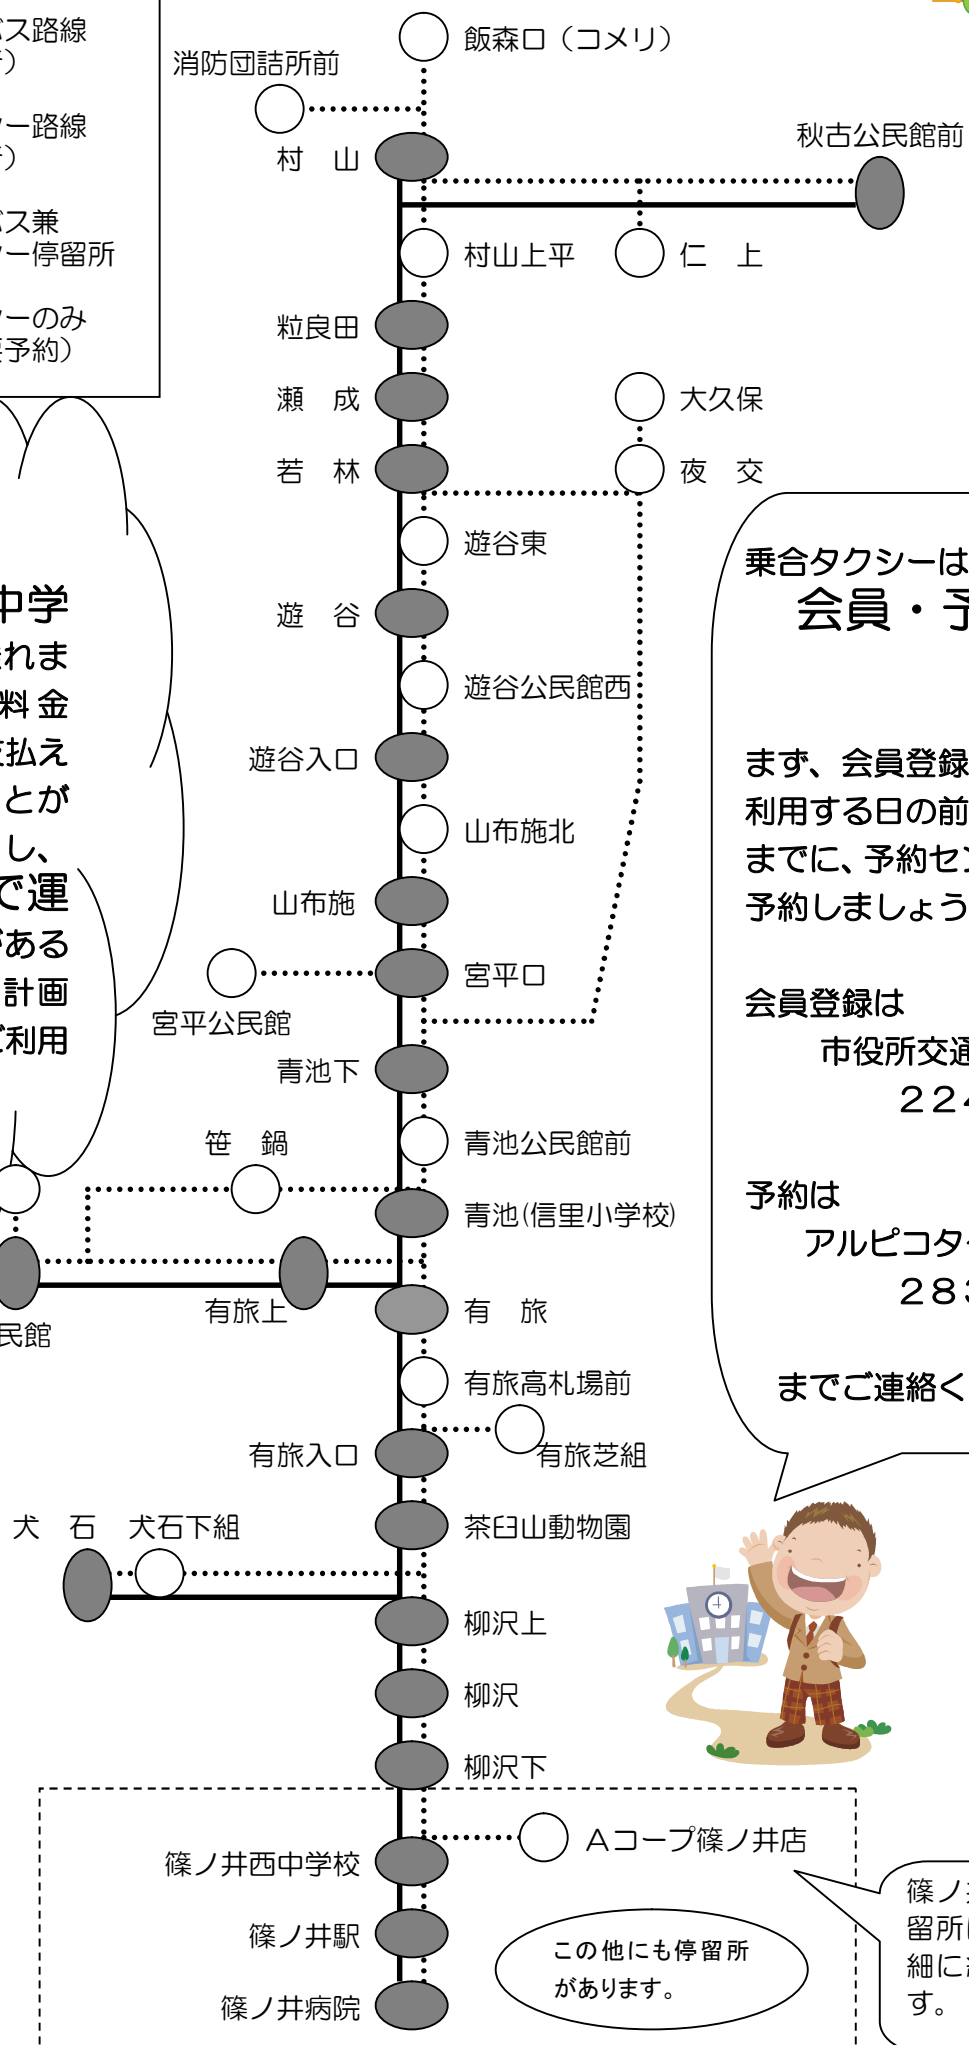 バス路線
ー路線
バス兼
ー停留所
ーのみ
予約）
飯森口（コメリ）
消防団詰所前
村　山
秋古公民館前
村山上平
仁　上
粒良田
瀬　成
大久保
若　林
夜　交
遊谷東
遊　谷
遊谷公民館西
遊谷入口
山布施北
山布施
宮平口
宮平公民館
青池下
笹　鍋
青池公民館前
青池(信里小学校)
有旅上
有　旅
民館
有旅高札場前
有旅入口
有旅芝組
犬　石
犬石下組
茶臼山動物園
柳沢上
柳沢
柳沢下
Ａコープ篠ノ井店
篠ノ井西中学校
篠ノ井駅
篠ノ井病院
この他にも停留所
があります。
中学
れま
料 金
払え
とが
し、
で運
がある
計画
ご利用
乗合タクシーは
会員・予
まず、会員登録
利用する日の前
までに、予約セン
予約しましょう
会員登録は
市役所交通
２２４
予約は
アルピコタク
２８３
までご連絡く
篠ノ井
留所に
細に
す。